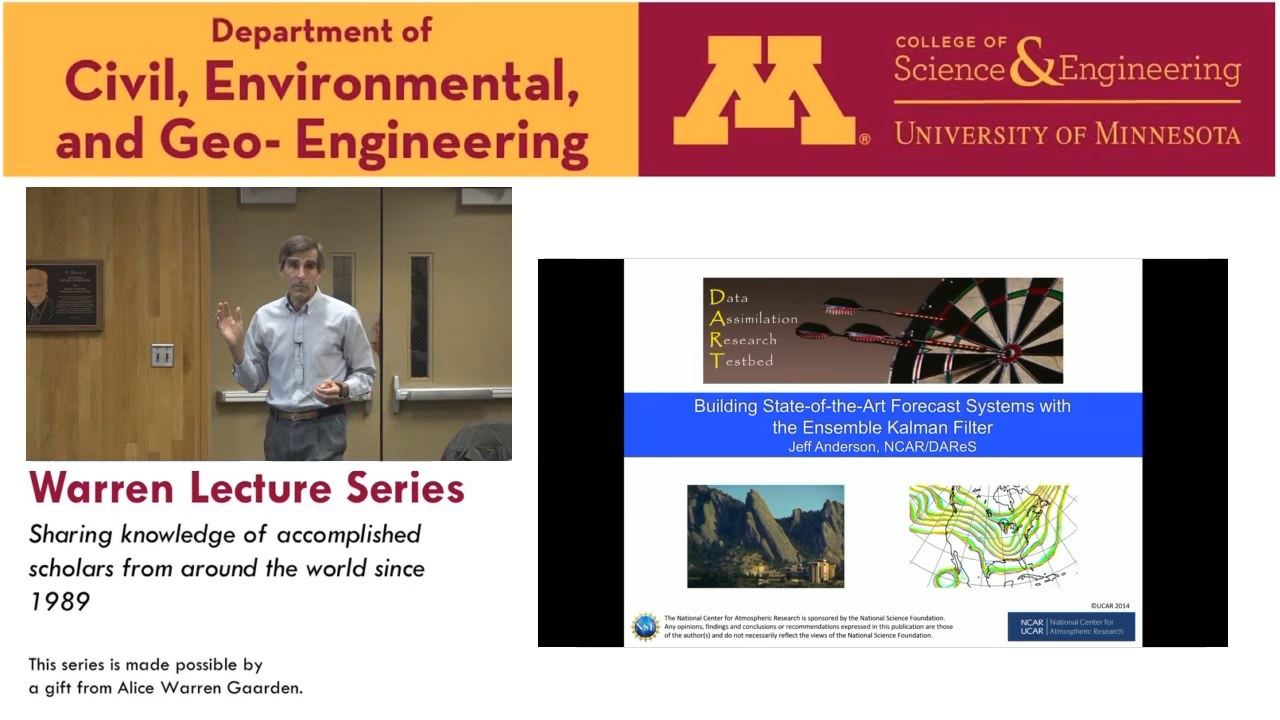 Department of
Civil, Environmental,
and Geo- Engineering
M®
COLLEGE OF
Science & Engineering
UNIVERSITY OF MINNESOTA
Warren Lecture Series
Sharing knowledge of accomplished
scholars from around the world since
1989
This series is made possible by
a gift from Alice Warren Gaarden.
Data
Assimilation
Research
Testbed
Building State-of-the-Art Forecast Systems with
the Ensemble Kalman Filter
Jeff Anderson, NCAR/DAReS
©UCAR 2014
NSF
The National Center for Atmospheric Research is sponsored by the National Science Foundation.
Any opinions, findings and conclusions or recommendations expressed in this publication are those
of the author(s) and do not necessarily reflect the views of the National Science Foundation.
NCAR | National Center for
UCAR | Atmospheric Research